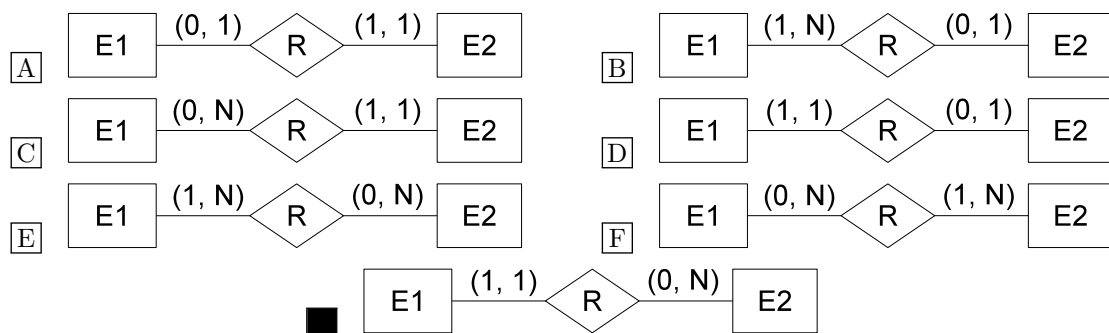 A E1 (0, 1) R (1, 1) E2
B E1 (1, N) R (0, 1) E2
C E1 (0, N) R (1, 1) E2
D E1 (1, 1) R (0, 1) E2
E E1 (1, N) R (0, N) E2
F E1 (0, N) R (1, N) E2
E1 (1, 1) R (0, N) E2